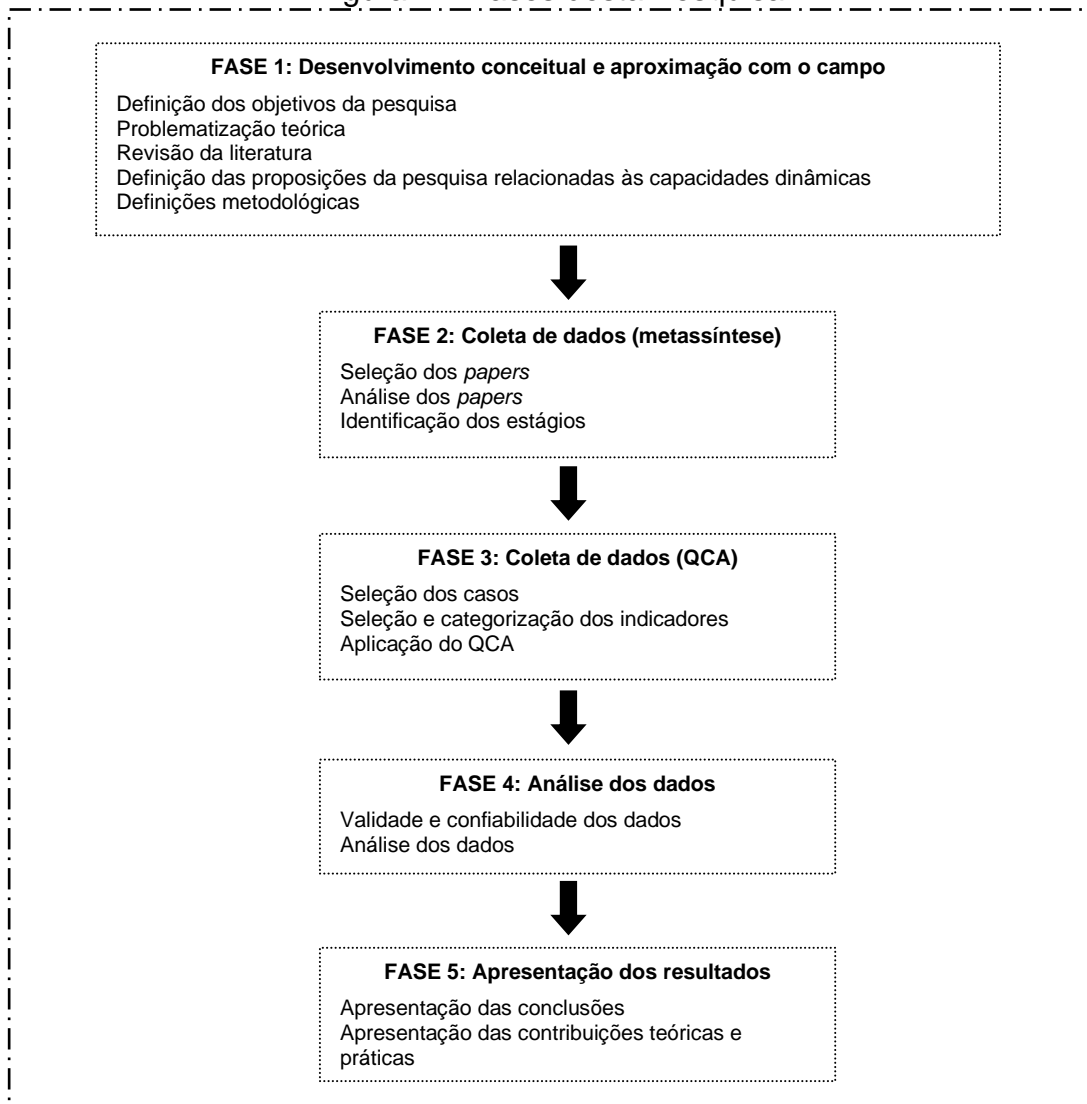 FASE 1: Desenvolvimento conceitual e aproximação com o campo
Definição dos objetivos da pesquisa
Problematização teórica
Revisão da literatura
Definição das proposições da pesquisa relacionadas às capacidades dinâmicas
Definições metodológicas
FASE 2: Coleta de dados (metassíntese)
Seleção dos papers
Análise dos papers
Identificação dos estágios
FASE 3: Coleta de dados (QCA)
Seleção dos casos
Seleção e categorização dos indicadores
Aplicação do QCA
FASE 4: Análise dos dados
Validade e confiabilidade dos dados
Análise dos dados
FASE 5: Apresentação dos resultados
Apresentação das conclusões
Apresentação das contribuições teóricas e
práticas